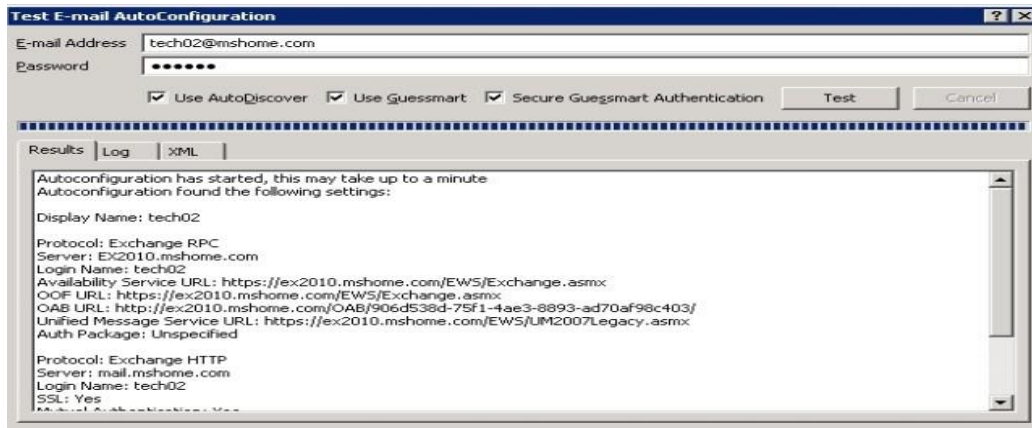 Test E-mail AutoConfiguration
E-mail Address tech02@mshome.com
Password ●●●●●●
Use AutoDiscover Use Guessmart Secure Guessmart Authentication Test Cancel
Results Log XML
Autoconfiguration has started, this may take up to a minute
Autoconfiguration found the following settings:
Display Name: tech02
Protocol: Exchange RPC
Server: EX2010.mshome.com
Login Name: tech02
Availability Service URL: https://ex2010.mshome.com/EWS/Exchange.asmx
OOF URL: https://ex2010.mshome.com/EWS/Exchange.asmx
OAB URL: http://ex2010.mshome.com/OAB/906d538d-75f1-4ae3-8893-ad70af98c403/
Unified Message Service URL: https://ex2010.mshome.com/EWS/UM2007Legacy.asmx
Auth Package: Unspecified
Protocol: Exchange HTTP
Server: mail.mshome.com
Login Name: tech02
SSL: Yes
Mutual Authentication: Yes